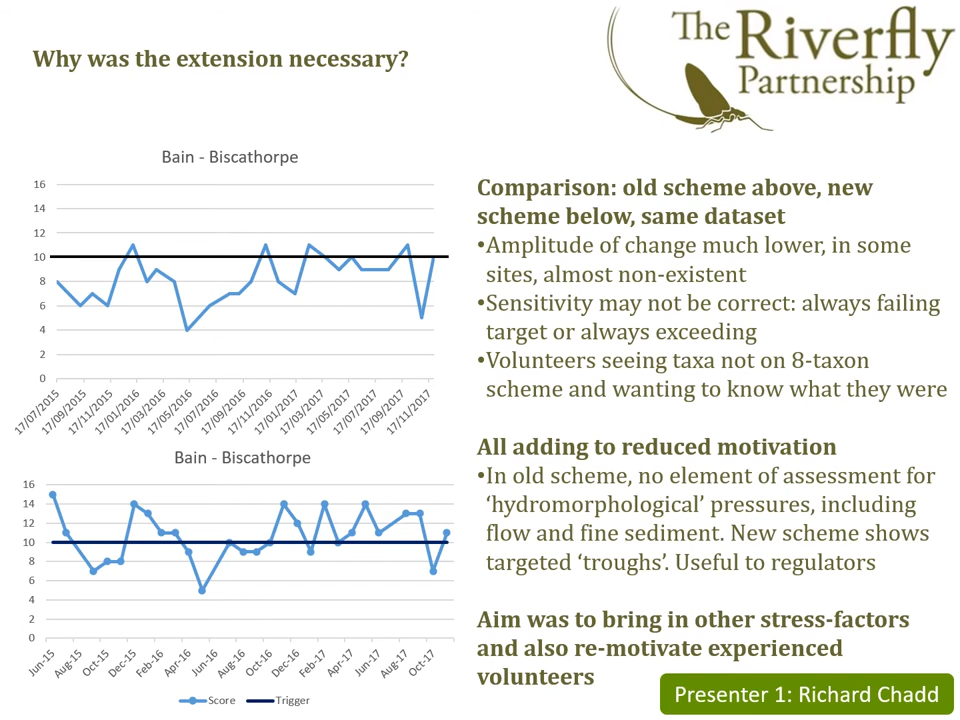 Why was the extension necessary?
The Riverfly
Partnership
Bain - Biscathorpe
16
14
12
10
8
6
4
2
0
17/07/2015
17/09/2015
17/11/2015
17/01/2016
17/03/2016
17/05/2016
17/07/2016
17/09/2016
17/11/2016
17/01/2017
17/03/2017
17/05/2017
17/07/2017
17/09/2017
17/11/2017
Bain - Biscathorpe
16
14
12
10
8
6
4
2
0
Jun-15
Aug-15
Oct-15
Dec-15
Feb-16
Apr-16
Jun-16
Aug-16
Oct-16
Dec-16
Feb-17
Apr-17
Jun-17
Aug-17
Oct-17
Score
Trigger
Comparison: old scheme above, new
scheme below, same dataset
•Amplitude of change much lower, in some
sites, almost non-existent
•Sensitivity may not be correct: always failing
target or always exceeding
•Volunteers seeing taxa not on 8-taxon
scheme and wanting to know what they were
All adding to reduced motivation
•In old scheme, no element of assessment for
‘hydromorphological’ pressures, including
flow and fine sediment. New scheme shows
targeted ‘troughs’. Useful to regulators
Aim was to bring in other stress-factors
and also re-motivate experienced
volunteers
Presenter 1: Richard Chadd